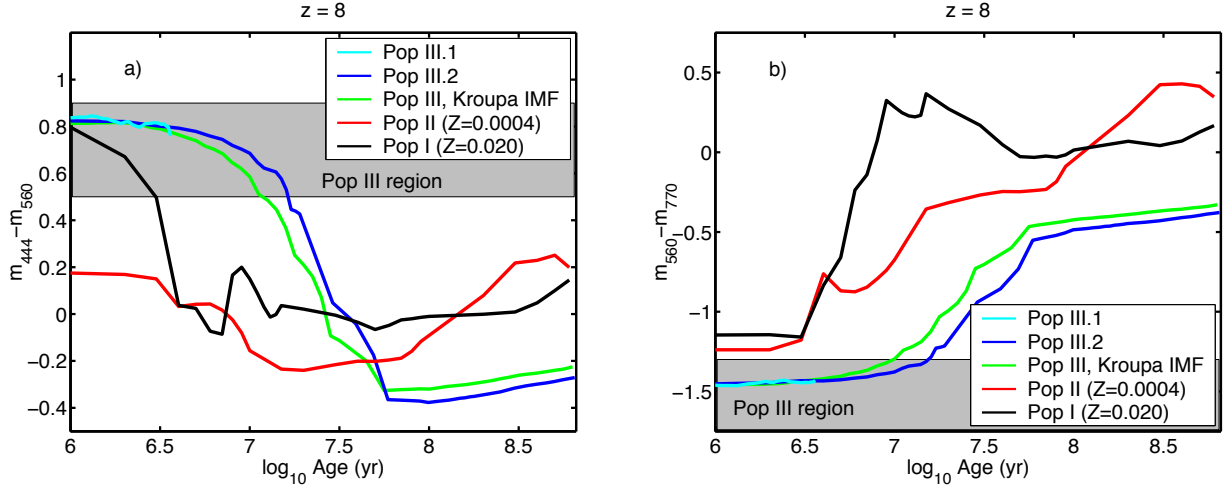 z = 8
a)
Pop III.1
Pop III.2
Pop III, Kroupa IMF
Pop II (Z=0.0004)
Pop I (Z=0.020)
Pop III region
m444−m560
1
0.8
0.6
0.4
0.2
0
−0.2
−0.4
6
6.5
7
7.5
8
8.5
log10 Age (yr)
z = 8
b)
m560−m770
0.5
0
−0.5
−1
−1.5
Pop III.1
Pop III.2
Pop III, Kroupa IMF
Pop II (Z=0.0004)
Pop I (Z=0.020)
Pop III region
6
6.5
7
7.5
8
8.5
log10 Age (yr)